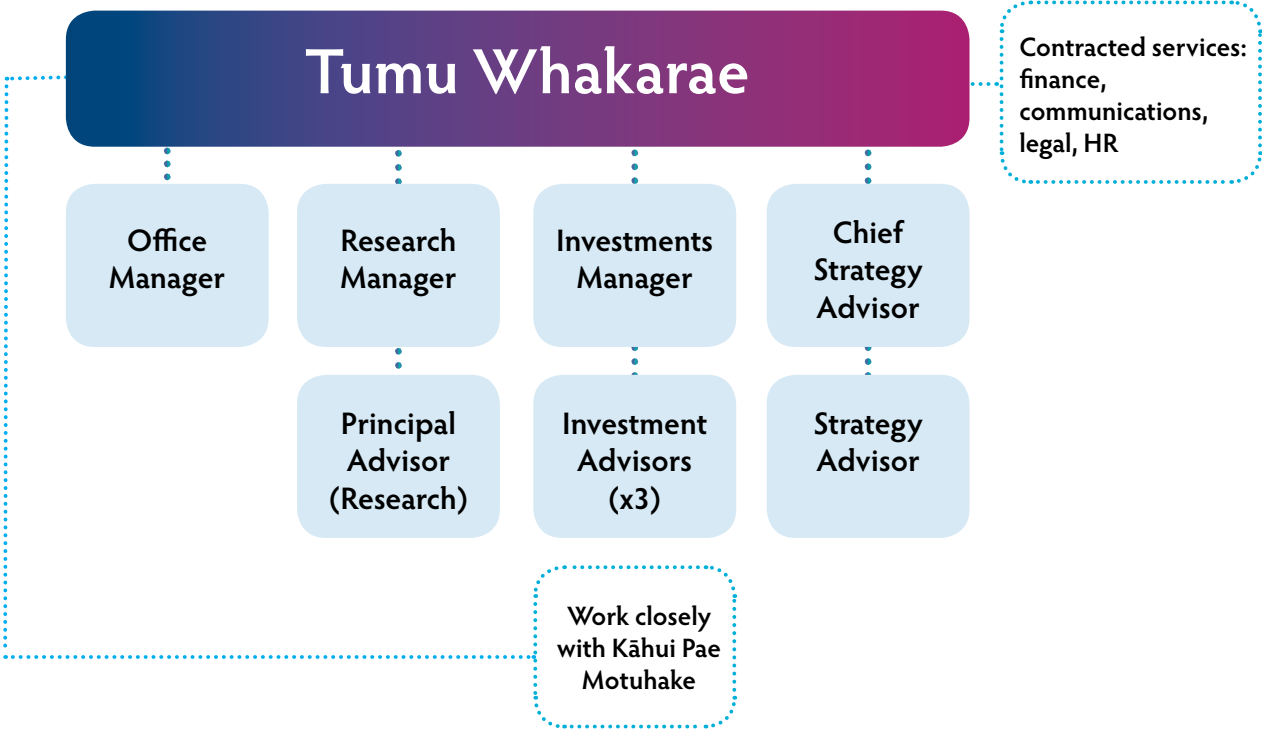 Tumu Whakarae
Contracted services:
finance,
communications,
legal, HR
Office
Manager
Research
Manager
Investments
Manager
Chief
Strategy
Advisor
Principal
Advisor
(Research)
Investment
Advisors
(x3)
Strategy
Advisor
Work closely
with Kāhui Pae
Motuhake